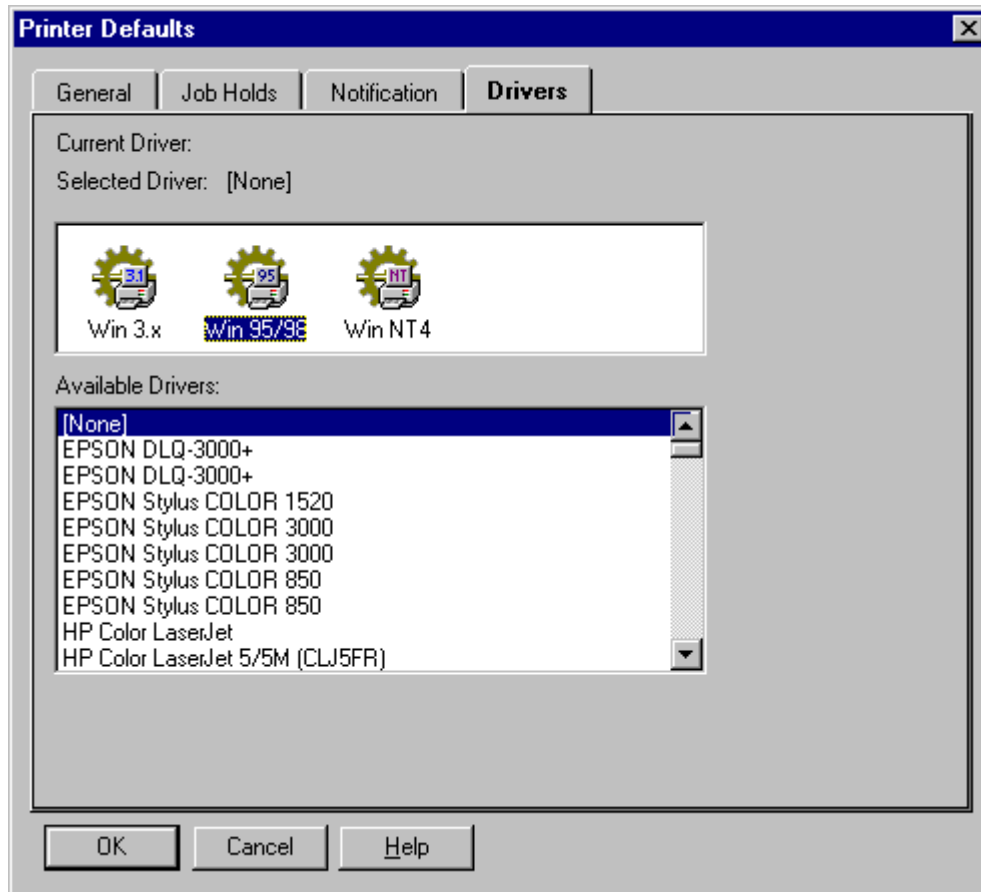 Printer Defaults
General Job Holds Notification Drivers
Current Driver:
Selected Driver: [None]
3.1 95 NT
Win 3.x Win 95/98 Win NT4
Available Drivers:
[None]
EPSON DLQ-3000+
EPSON DLQ-3000+
EPSON Stylus COLOR 1520
EPSON Stylus COLOR 3000
EPSON Stylus COLOR 3000
EPSON Stylus COLOR 850
EPSON Stylus COLOR 850
HP Color LaserJet
HP Color LaserJet 5/5M (CLJ5FR)
OK Cancel Help